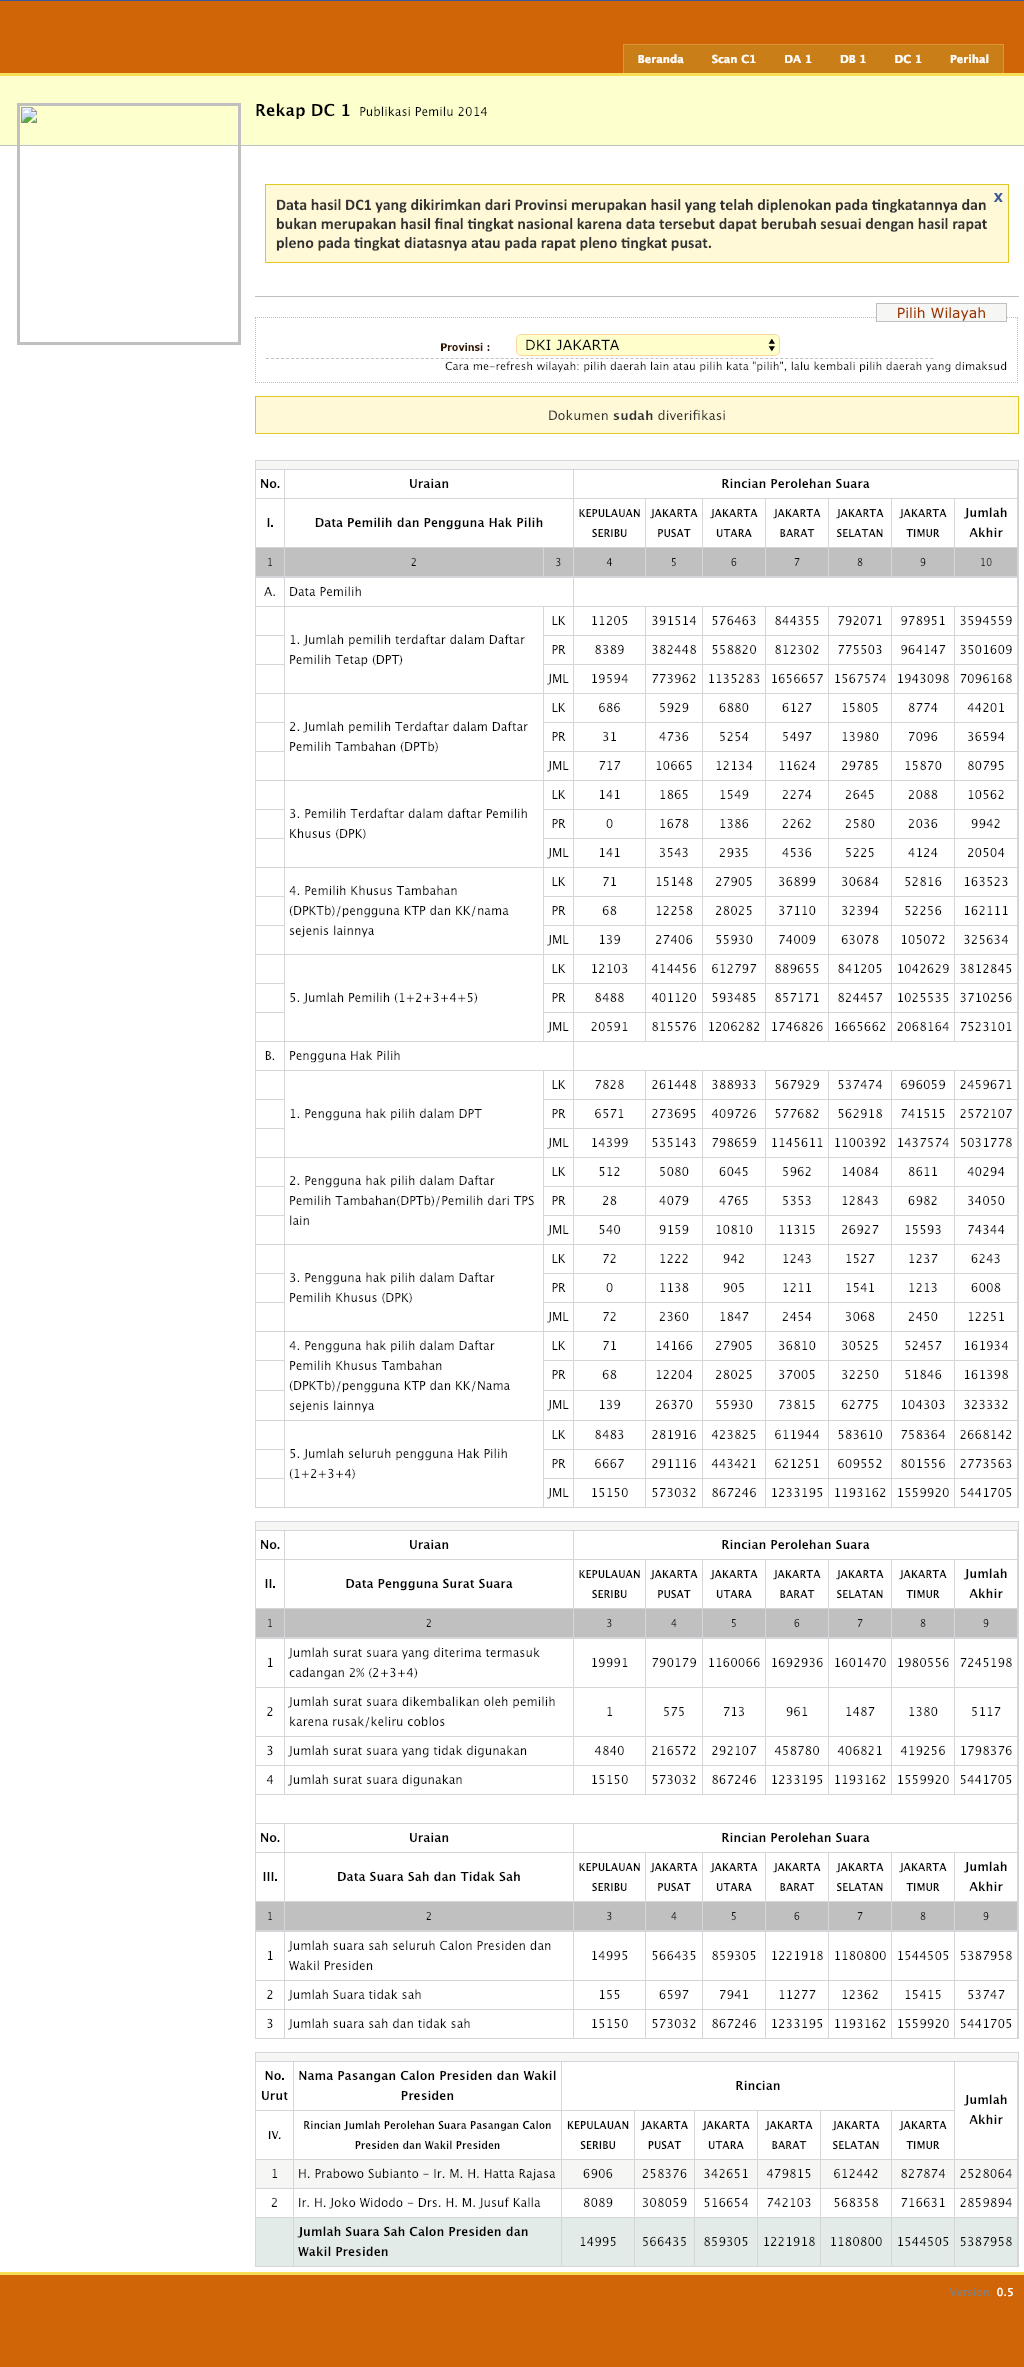 Beranda Scan C1 DA 1 DB 1 DC 1 Perihal
Rekap DC 1 Publikasi Pemilu 2014
x
Data hasil DC1 yang dikirimkan dari Provinsi merupakan hasil yang telah diplenokan pada tingkatannya dan
bukan merupakan hasil final tingkat nasional karena data tersebut dapat berubah sesuai dengan hasil rapat
pleno pada tingkat diatasnya atau pada rapat pleno tingkat pusat.
Pilih Wilayah
Provinsi : DKI JAKARTA
Cara me-refresh wilayah: pilih daerah lain atau pilih kata "pilih", lalu kembali pilih daerah yang dimaksud
Dokumen sudah diverifikasi
No. Uraian Rincian Perolehan Suara
I. Data Pemilih dan Pengguna Hak Pilih KEPULAUAN SERIBU JAKARTA PUSAT JAKARTA UTARA JAKARTA BARAT JAKARTA SELATAN JAKARTA TIMUR Jumlah Akhir
1 2 3 4 5 6 7 8 9 10
A. Data Pemilih
1. Jumlah pemilih terdaftar dalam Daftar
Pemilih Tetap (DPT)
LK 11205 391514 576463 844355 792071 978951 3594559
PR 8389 382448 558820 812302 775503 964147 3501609
JML 19594 773962 1135283 1656657 1567574 1943098 7096168
2. Jumlah pemilih Terdaftar dalam Daftar
Pemilih Tambahan (DPTb)
LK 686 5929 6880 6127 15805 8774 44201
PR 31 4736 5254 5497 13980 7096 36594
JML 717 10665 12134 11624 29785 15870 80795
3. Pemilih Terdaftar dalam daftar Pemilih
Khusus (DPK)
LK 141 1865 1549 2274 2645 2088 10562
PR 0 1678 1386 2262 2580 2036 9942
JML 141 3543 2935 4536 5225 4124 20504
4. Pemilih Khusus Tambahan
(DPKTb)/pengguna KTP dan KK/nama
sejenis lainnya
LK 71 15148 27905 36899 30684 52816 163523
PR 68 12258 28025 37110 32394 52256 162111
JML 139 27406 55930 74009 63078 105072 325634
5. Jumlah Pemilih (1+2+3+4+5)
LK 12103 414456 612797 889655 841205 1042629 3812845
PR 8488 401120 593485 857171 824457 1025535 3710256
JML 20591 815576 1206282 1746826 1665662 2068164 7523101
B. Pengguna Hak Pilih
1. Pengguna hak pilih dalam DPT
LK 7828 261448 388933 567929 537474 696059 2459671
PR 6571 273695 409726 577682 562918 741515 2572107
JML 14399 535143 798659 1145611 1100392 1437574 5031778
2. Pengguna hak pilih dalam Daftar
Pemilih Tambahan(DPTb)/Pemilih dari TPS
lain
LK 512 5080 6045 5962 14084 8611 40294
PR 28 4079 4765 5353 12843 6982 34050
JML 540 9159 10810 11315 26927 15593 74344
3. Pengguna hak pilih dalam Daftar
Pemilih Khusus (DPK)
LK 72 1222 942 1243 1527 1237 6243
PR 0 1138 905 1211 1541 1213 6008
JML 72 2360 1847 2454 3068 2450 12251
4. Pengguna hak pilih dalam Daftar
Pemilih Khusus Tambahan
(DPKTb)/pengguna KTP dan KK/Nama
sejenis lainnya
LK 71 14166 27905 36810 30525 52457 161934
PR 68 12204 28025 37005 32250 51846 161398
JML 139 26370 55930 73815 62775 104303 323332
5. Jumlah seluruh pengguna Hak Pilih
(1+2+3+4)
LK 8483 281916 423825 611944 583610 758364 2668142
PR 6667 291116 443421 621251 609552 801556 2773563
JML 15150 573032 867246 1233195 1193162 1559920 5441705
No. Uraian Rincian Perolehan Suara
II. Data Pengguna Surat Suara KEPULAUAN SERIBU JAKARTA PUSAT JAKARTA UTARA JAKARTA BARAT JAKARTA SELATAN JAKARTA TIMUR Jumlah Akhir
1 2 3 4 5 6 7 8 9
1 Jumlah surat suara yang diterima termasuk
cadangan 2% (2+3+4)
19991 790179 1160066 1692936 1601470 1980556 7245198
2 Jumlah surat suara dikembalikan oleh pemilih
karena rusak/keliru coblos
1 575 713 961 1487 1380 5117
3 Jumlah surat suara yang tidak digunakan 4840 216572 292107 458780 406821 419256 1798376
4 Jumlah surat suara digunakan 15150 573032 867246 1233195 1193162 1559920 5441705
No. Uraian Rincian Perolehan Suara
III. Data Suara Sah dan Tidak Sah KEPULAUAN SERIBU JAKARTA PUSAT JAKARTA UTARA JAKARTA BARAT JAKARTA SELATAN JAKARTA TIMUR Jumlah Akhir
1 2 3 4 5 6 7 8 9
1 Jumlah suara sah seluruh Calon Presiden dan
Wakil Presiden
14995 566435 859305 1221918 1180800 1544505 5387958
2 Jumlah Suara tidak sah 155 6597 7941 11277 12362 15415 53747
3 Jumlah suara sah dan tidak sah 15150 573032 867246 1233195 1193162 1559920 5441705
No. Urut Nama Pasangan Calon Presiden dan Wakil Presiden Rincian Jumlah Akhir
IV. Rincian Jumlah Perolehan Suara Pasangan Calon Presiden dan Wakil Presiden KEPULAUAN SERIBU JAKARTA PUSAT JAKARTA UTARA JAKARTA BARAT JAKARTA SELATAN JAKARTA TIMUR
1 H. Prabowo Subianto - Ir. M. H. Hatta Rajasa 6906 258376 342651 479815 612442 827874 2528064
2 Ir. H. Joko Widodo - Drs. H. M. Jusuf Kalla 8089 308059 516654 742103 568358 716631 2859894
Jumlah Suara Sah Calon Presiden dan
Wakil Presiden
14995 566435 859305 1221918 1180800 1544505 5387958
Version 0.5